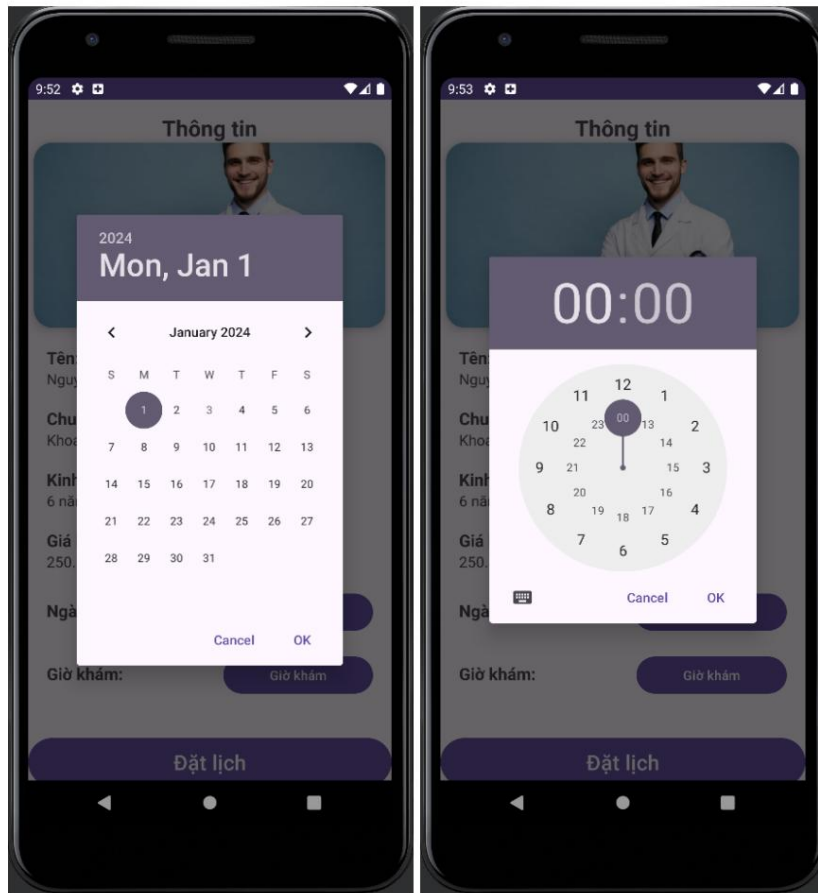 9:52
Thông tin
2024
Mon, Jan 1
January 2024
S M T W T F S
1 2 3 4 5 6
7 8 9 10 11 12 13
14 15 16 17 18 19 20
21 22 23 24 25 26 27
28 29 30 31
Cancel OK
Tên:
Nguy
Chu
Khoa
Kinh
6 nă
Giá
250.
Ngà
Giờ khám: Giờ khám
Đặt lịch
9:53
Thông tin
00:00
12
11 1
00
23 13
10 2
22 14
9 21 15 3
20 16
8 19 17 4
18
7 5
6
Cancel OK
Tên:
Nguy
Chu
Khoa
Kinh
6 nă
Giá
250.
Ngà
Giờ khám: Giờ khám
Đặt lịch